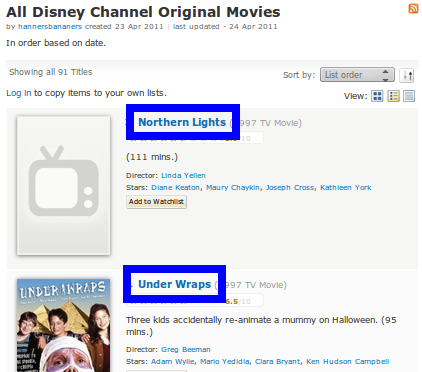 All Disney Channel Original Movies
by hannersbananers created 23 Apr 2011 | last updated - 24 Apr 2011
In order based on date.
Showing all 91 Titles
Sort by: List order
Log in to copy items to your own lists.
View:
Northern Lights (1997 TV Movie)
/10
(111 mins.)
Director: Linda Yellen
Stars: Diane Keaton, Maury Chaykin, Joseph Cross, Kathleen York
Add to Watchlist
UNDER WRAPS
Under Wraps (1997 TV Movie)
6.5/10
Three kids accidentally re-animate a mummy on Halloween. (95
mins.)
Director: Greg Beeman
Stars: Adam Wylie, Mario Yedidia, Clara Bryant, Ken Hudson Campbell